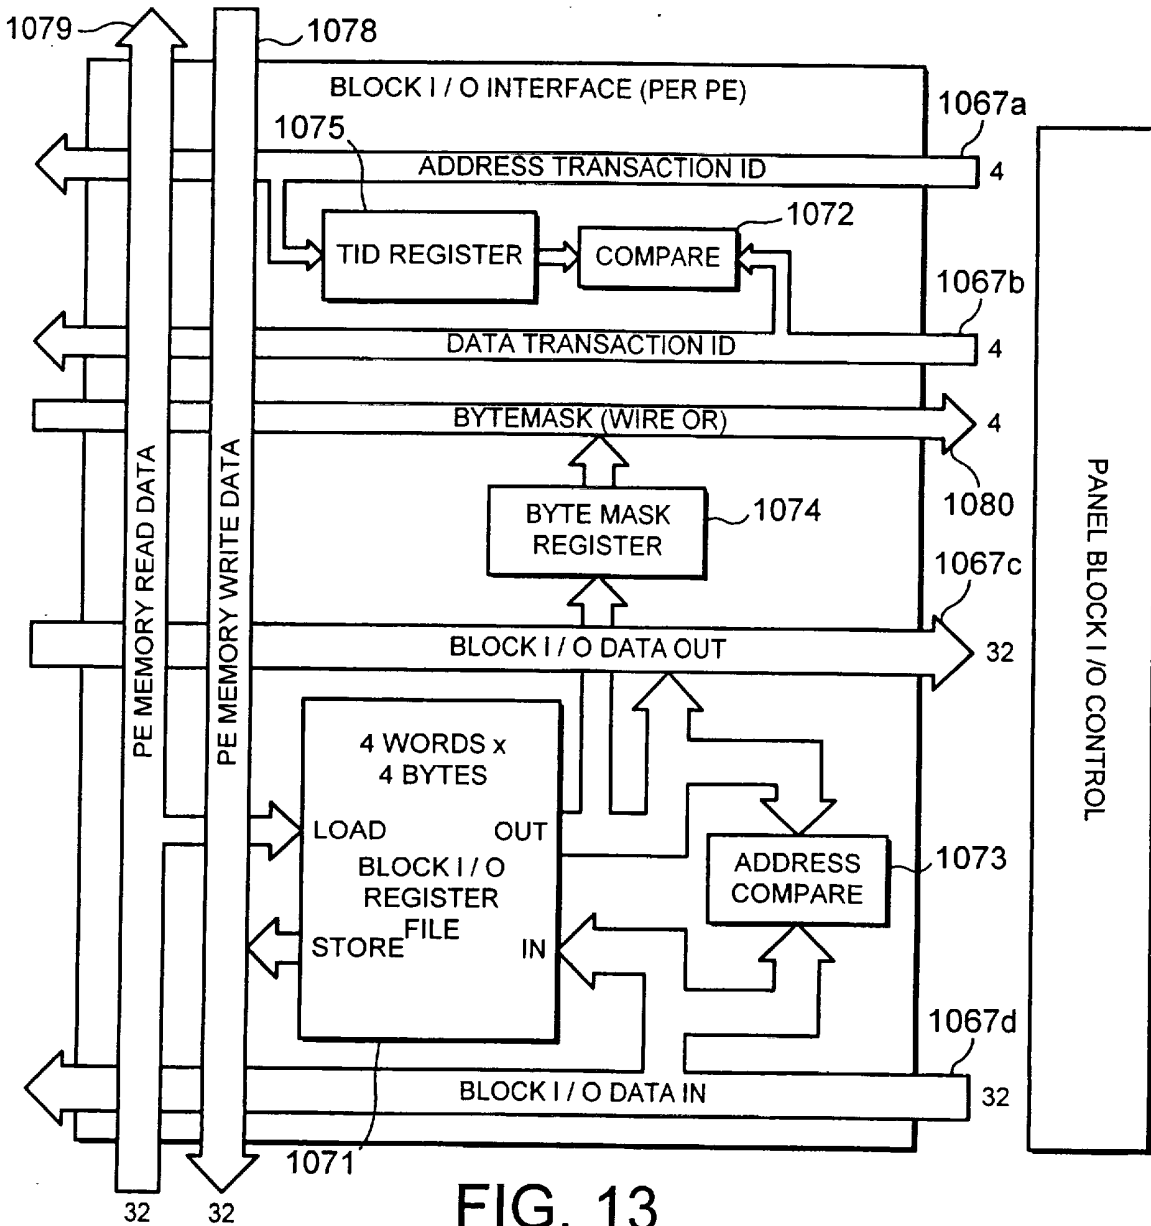 1079
1078
BLOCK I / O INTERFACE (PER PE)
1067a
1075
ADDRESS TRANSACTION ID
4
1072
TID REGISTER
COMPARE
1067b
DATA TRANSACTION ID
4
BYTEMASK (WIRE OR)
4
1080
PE MEMORY READ DATA
PE MEMORY WRITE DATA
BYTE MASK
REGISTER
1074
1067c
BLOCK I / O DATA OUT
32
PANEL BLOCK I /O CONTROL
4 WORDS x
4 BYTES
LOAD
OUT
BLOCK I / O
REGISTER
FILE
STORE
IN
ADDRESS
COMPARE
1073
1067d
BLOCK I / O DATA IN
32
1071
32
32
FIG. 13